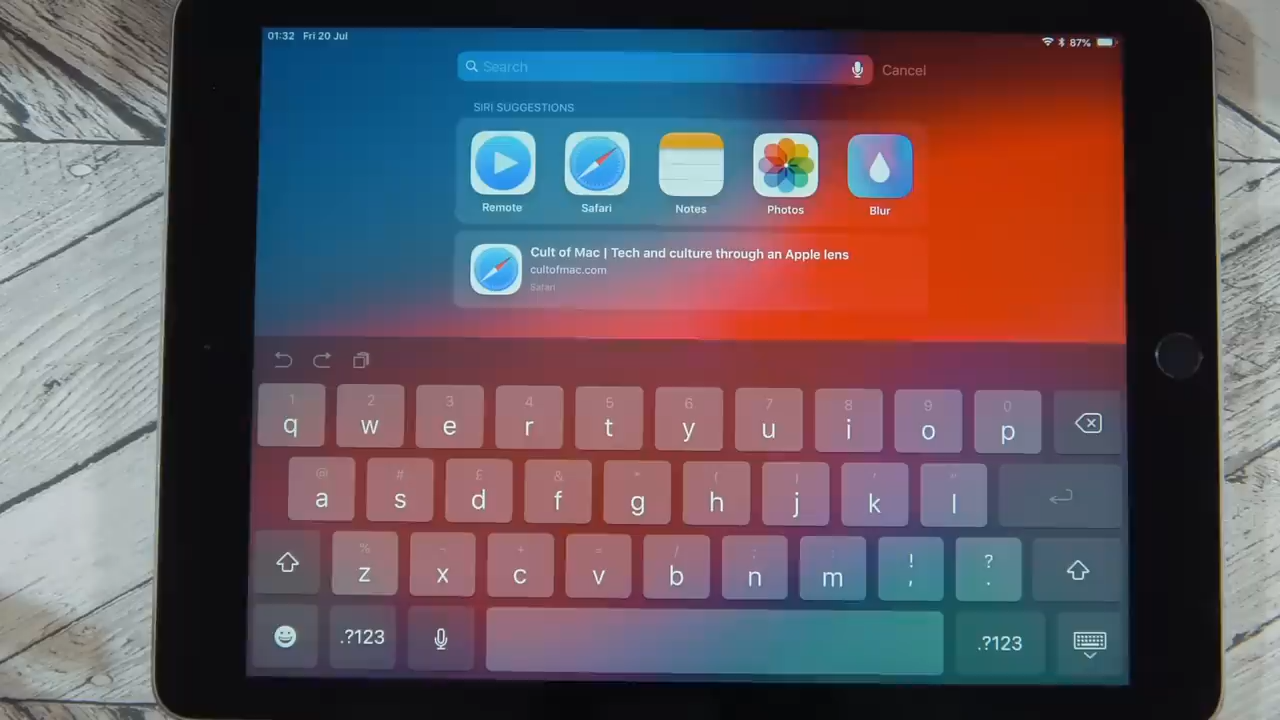 01:32 Fri 20 Jul
87%
Search
Cancel
SIRI SUGGESTIONS
Remote Safari Notes Photos Blur
Cult of Mac | Tech and culture through an Apple lens
cultofmac.com
Safari
1 2 3 4 5 6 7 8 9 0
q w e r t y u i o p
@ # £ & * ( ) ' "
a s d f g h j k l
% - + = / ; : ! ?
z x c v b n m , .
.?123 .?123